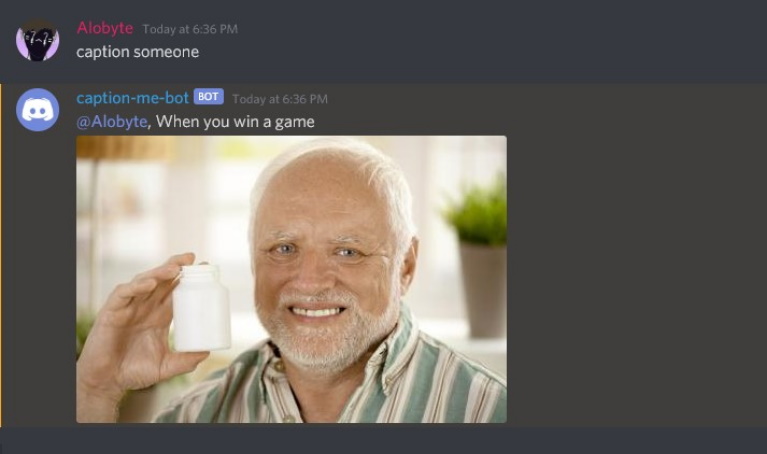 Alobyte Today at 6:36 PM
caption someone
caption-me-bot BOT Today at 6:36 PM
@Alobyte, When you win a game